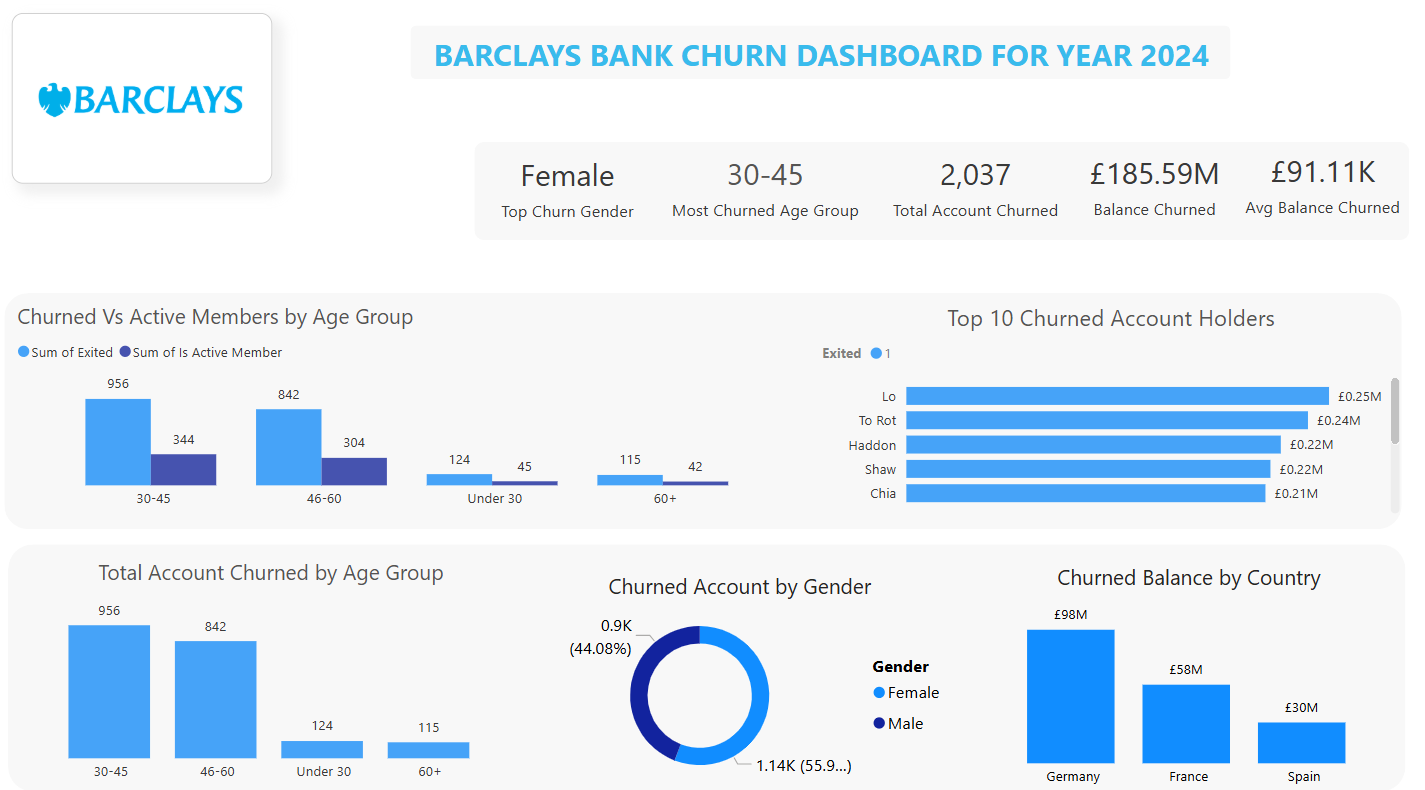 BARCLAYS
BARCLAYS BANK CHURN DASHBOARD FOR YEAR 2024
Female
Top Churn Gender
30-45
Most Churned Age Group
2,037
Total Account Churned
£185.59M
Balance Churned
£91.11K
Avg Balance Churned
Churned Vs Active Members by Age Group
Sum of Exited Sum of Is Active Member
956
344
842
304
124
45
115
42
30-45
46-60
Under 30
60+
Top 10 Churned Account Holders
Exited 1
Lo £0.25M
To Rot £0.24M
Haddon £0.22M
Shaw £0.22M
Chia £0.21M
Total Account Churned by Age Group
956
842
124
115
30-45
46-60
Under 30
60+
Churned Account by Gender
0.9K
(44.08%)
1.14K (55.9...)
Gender
Female
Male
Churned Balance by Country
£98M
£58M
£30M
Germany
France
Spain